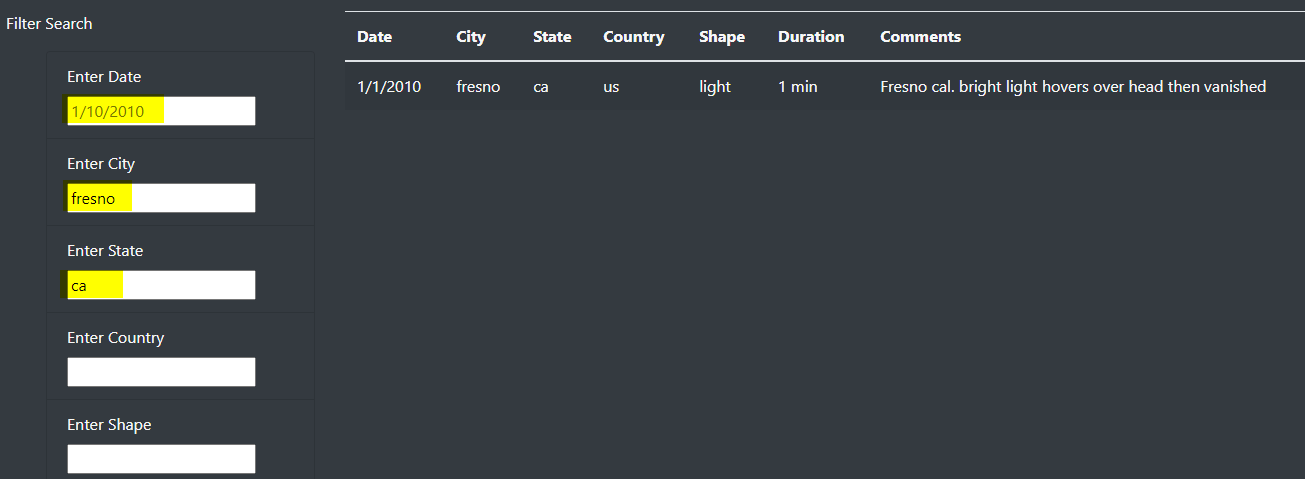 Filter Search
Enter Date
1/10/2010
Enter City
fresno
Enter State
ca
Enter Country
Enter Shape
Date City State Country Shape Duration Comments
1/1/2010 fresno ca us light 1 min Fresno cal. bright light hovers over head then vanished